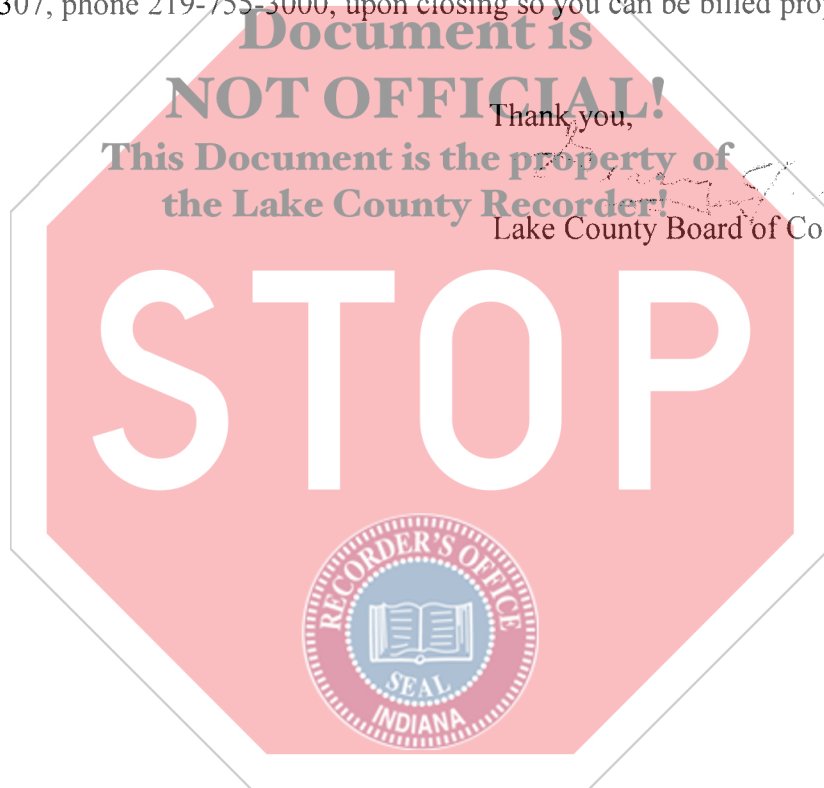 307, phone 219-755-3000, upon closing so you can be billed prop
Document is
NOT OFFICIAL!
Thank you,
This Document is the property of
the Lake County Recorder!
Lake County Board of Co
STOP
RECORDER'S OFFICE
SEAL
INDIANA